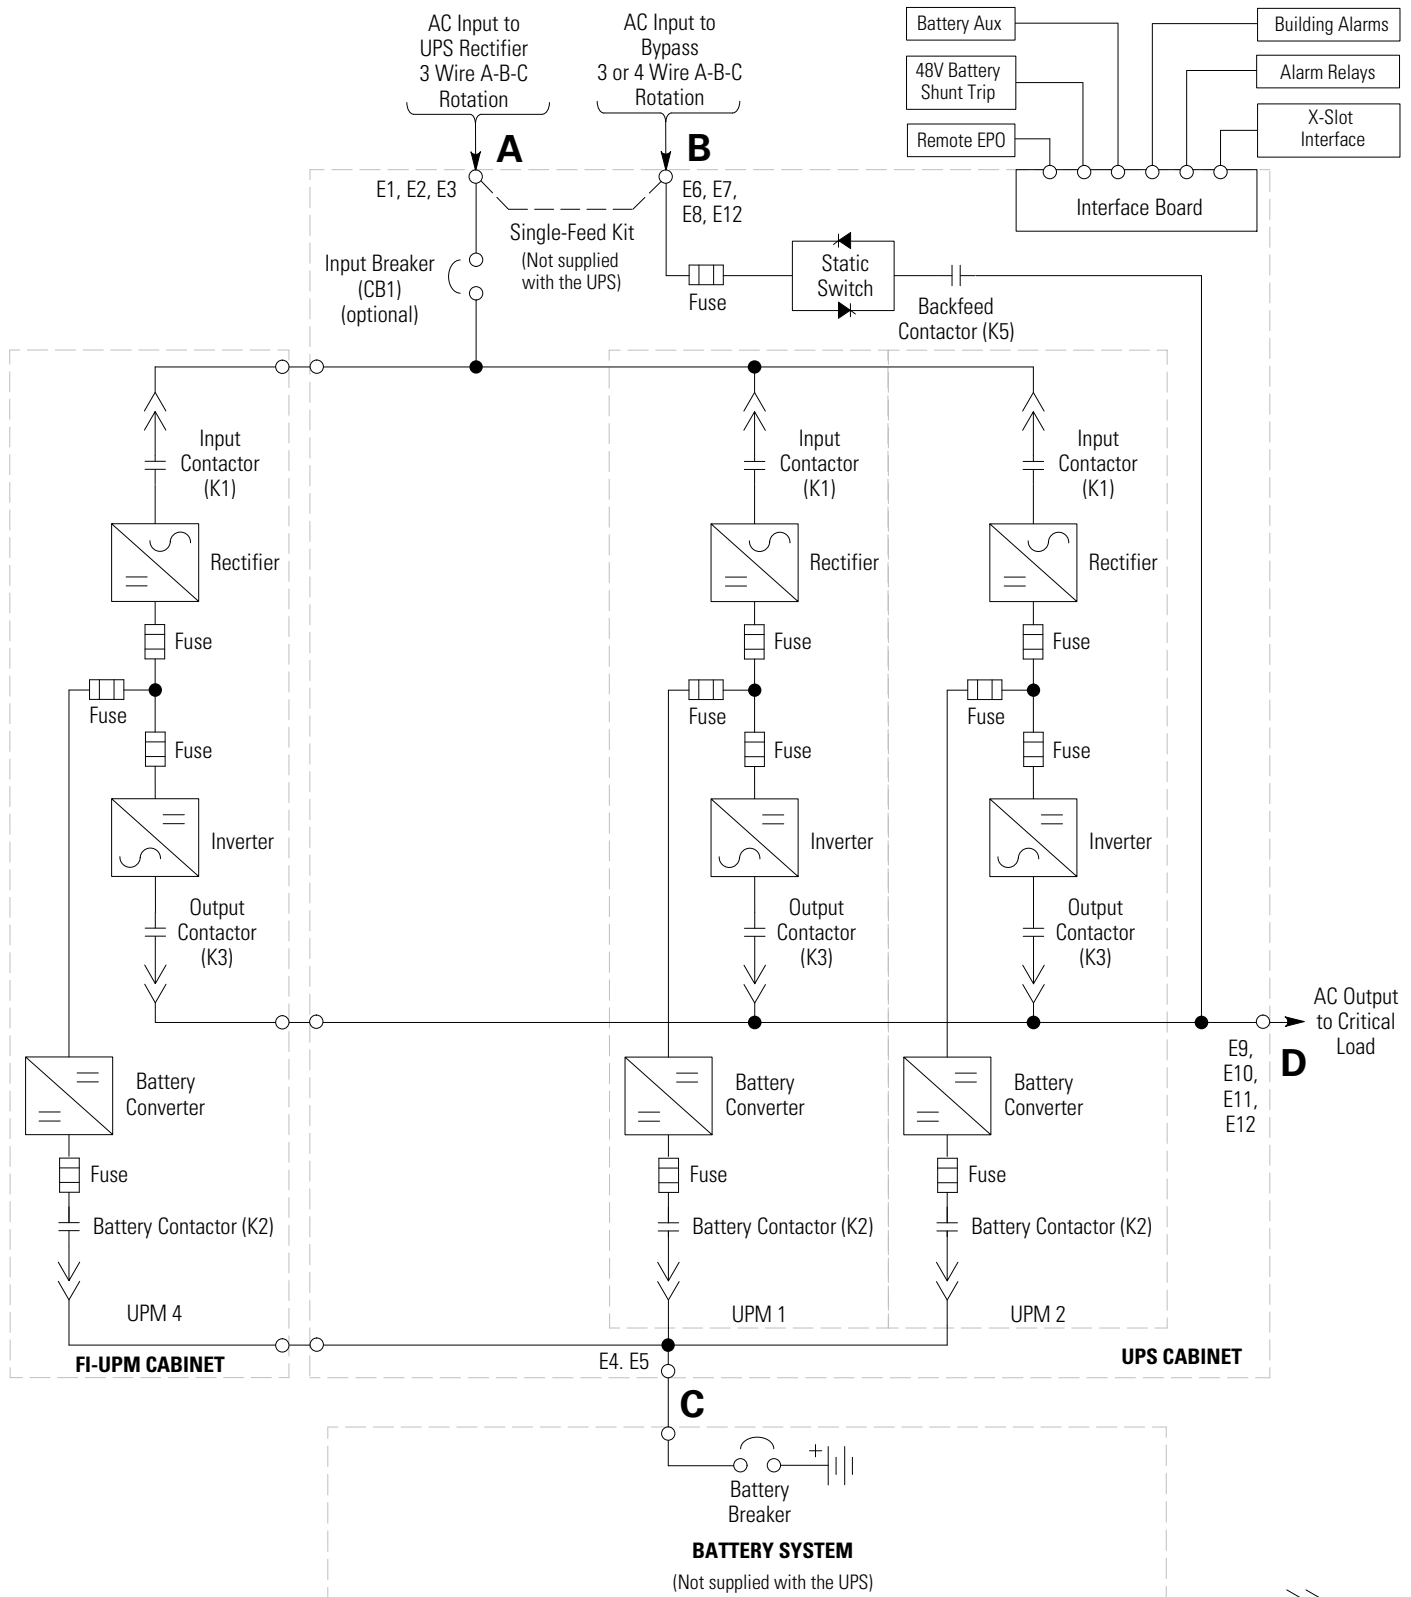 AC Input to
UPS Rectifier
3 Wire A-B-C
Rotation
AC Input to
Bypass
3 or 4 Wire A-B-C
Rotation
Battery Aux
48V Battery
Shunt Trip
Remote EPO
Building Alarms
Alarm Relays
X-Slot
Interface
Interface Board
A
B
E1, E2, E3
E6, E7,
E8, E12
Single-Feed Kit
(Not supplied
with the UPS)
Input Breaker
(CB1)
(optional)
Fuse
Static
Switch
Backfeed
Contactor (K5)
Input
Contactor
(K1)
Input
Contactor
(K1)
Input
Contactor
(K1)
Rectifier
Rectifier
Rectifier
Fuse
Fuse
Fuse
Fuse
Fuse
Fuse
Fuse
Fuse
Fuse
Inverter
Inverter
Inverter
Output
Contactor
(K3)
Output
Contactor
(K3)
Output
Contactor
(K3)
AC Output
to Critical
Load
E9,
E10,
E11,
E12
D
Battery
Converter
Battery
Converter
Battery
Converter
Fuse
Fuse
Fuse
Battery Contactor (K2)
Battery Contactor (K2)
Battery Contactor (K2)
UPM 4
UPM 1
UPM 2
FI-UPM CABINET
E4. E5
UPS CABINET
C
+
Battery
Breaker
BATTERY SYSTEM
(Not supplied with the UPS)